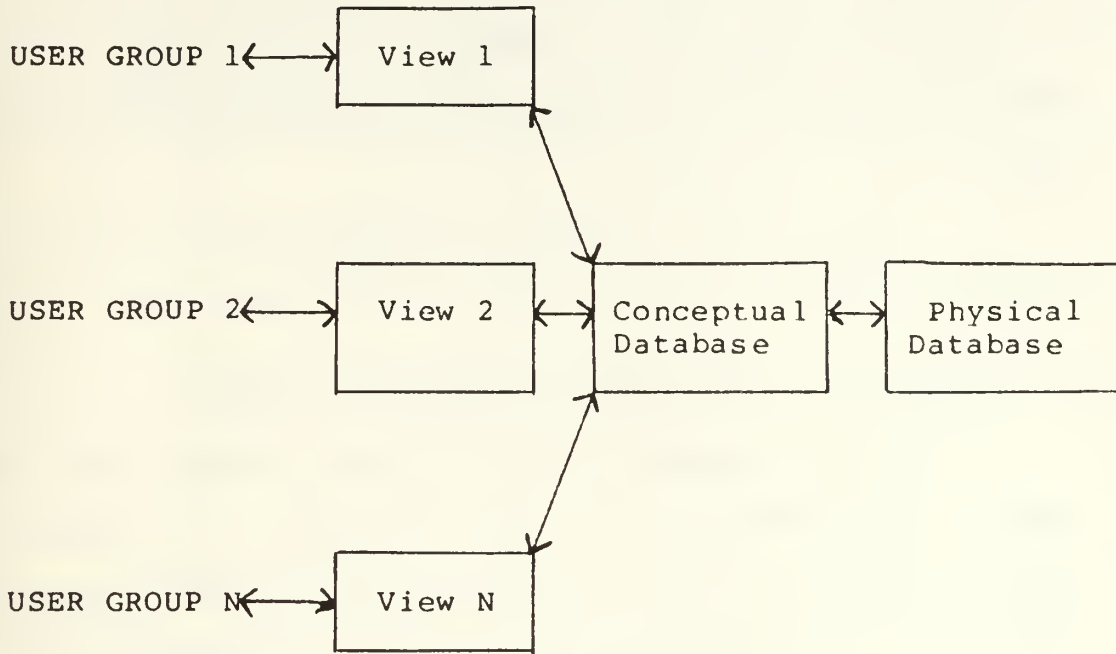 USER GROUP 1
View 1
USER GROUP 2
View 2
Conceptual
Database
Physical
Database
USER GROUP N
View N